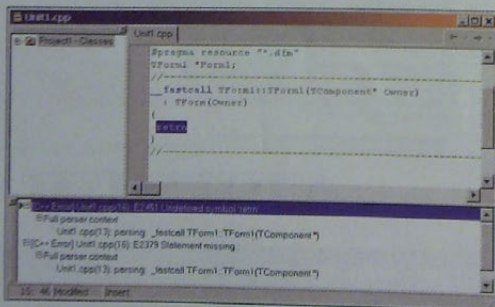 Unit1.cpp
Project1 - Classes
Unit1.cpp
#pragma resource "*.dfm"
TForm1 *Form1;
//
__fastcall TForm1::TForm1(TComponent* Owner)
: TForm(Owner)
{
retrn
}
//
[C++ Error] Unit1.cpp(16): E2451 Undefined symbol 'retrn'
Full parser context
Unit1.cpp(13): parsing: _fastcall TForm1::TForm1(TComponent *)
[C++ Error] Unit1.cpp(16): E2379 Statement missing ;
Full parser context
Unit1.cpp(13): parsing: _fastcall TForm1::TForm1(TComponent *)
15: 46 Modified Insert